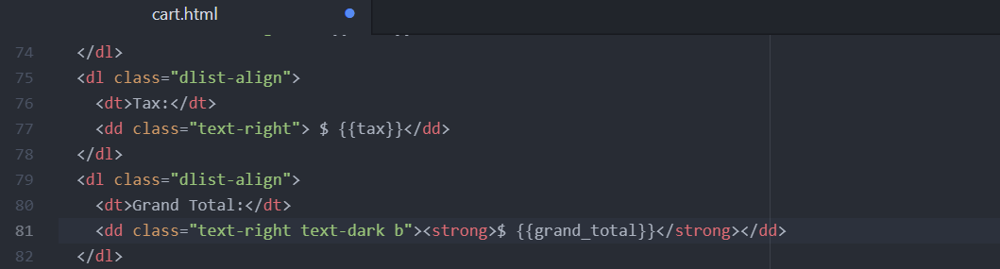 cart.html
74 </dl>
75 <dl class="dlist-align">
76 <dt>Tax:</dt>
77 <dd class="text-right"> $ {{tax}}</dd>
78 </dl>
79 <dl class="dlist-align">
80 <dt>Grand Total:</dt>
81 <dd class="text-right text-dark b"><strong>$ {{grand_total}}</strong></dd>
82 </dl>